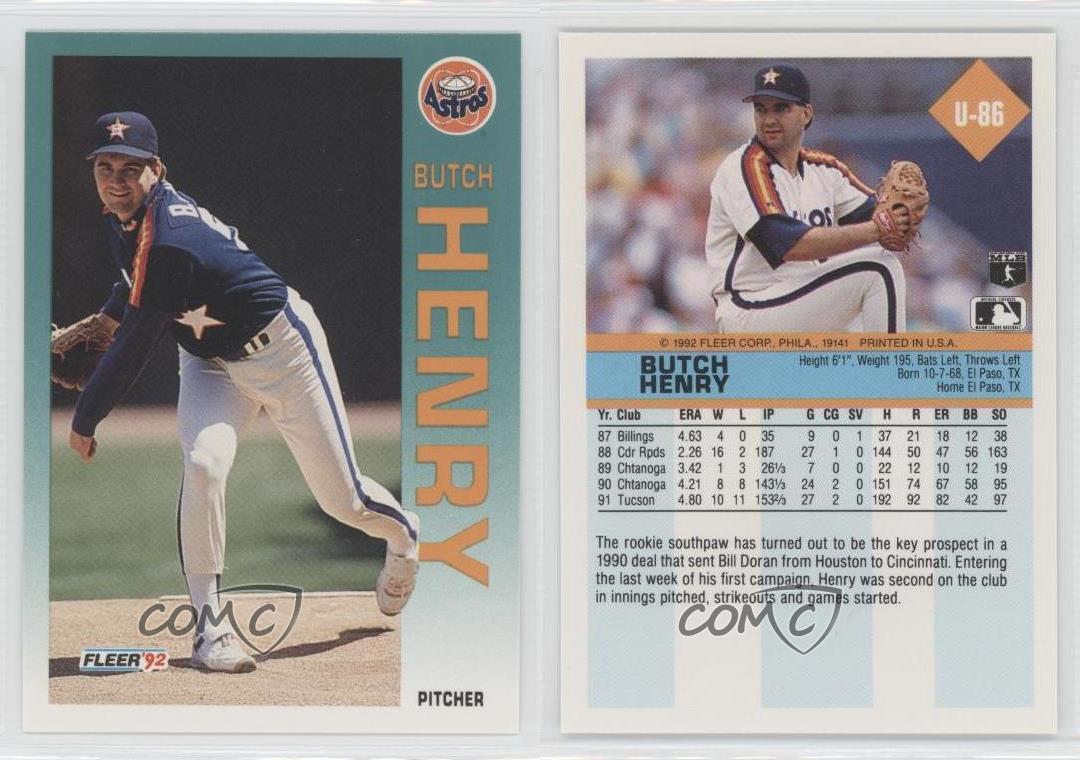 Astros
BUTCH
HENRY
FLEER '92
PITCHER
COMC
U-86
MLB
© 1992 FLEER CORP., PHILA., 19141 PRINTED IN U.S.A.
BUTCH
HENRY
Height 6'1", Weight 195, Bats Left, Throws Left
Born 10-7-68, El Paso, TX
Home El Paso, TX
Yr. Club ERA W L IP G CG SV H R ER BB SO
87 Billings 4.63 4 0 35 9 0 1 37 21 18 12 38
88 Cdr Rpds 2.26 16 2 187 27 1 0 144 50 47 56 163
89 Chtanoga 3.42 1 3 26⅓ 7 0 0 22 12 10 12 19
90 Chtanoga 4.21 8 8 143⅓ 24 2 0 151 74 67 58 95
91 Tucson 4.80 10 11 153⅔ 27 2 0 192 92 82 42 97
The rookie southpaw has turned out to be the key prospect in a
1990 deal that sent Bill Doran from Houston to Cincinnati. Entering
the last week of his first campaign, Henry was second on the club
in innings pitched, strikeouts and games started.
COMC